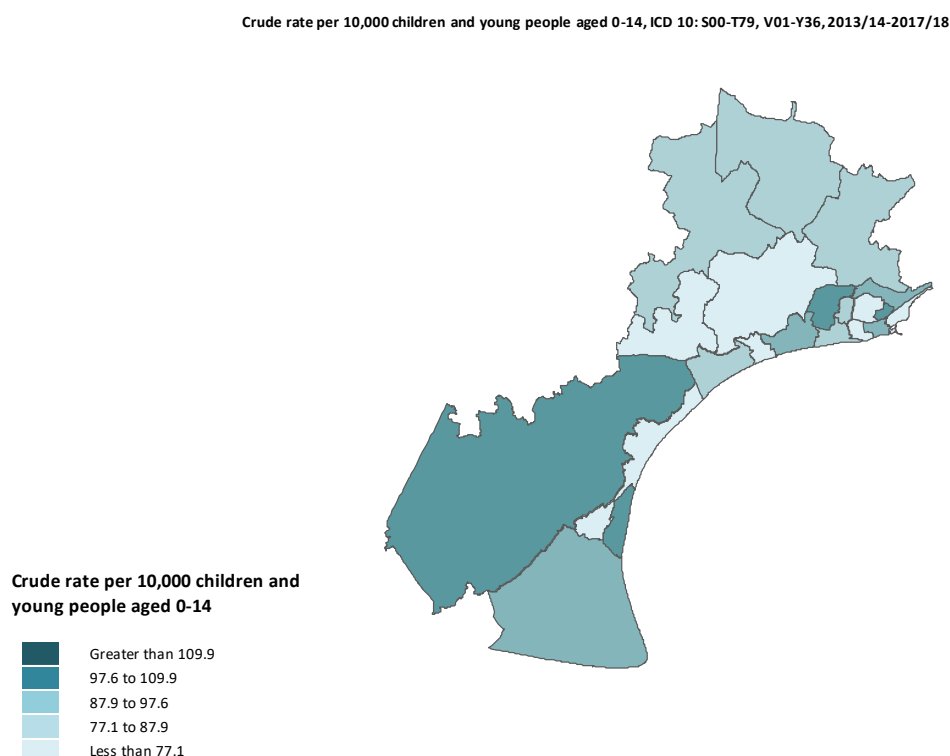 Crude rate per 10,000 children and young people aged 0-14, ICD 10: S00-T79, V01-Y36, 2013/14-2017/18
Crude rate per 10,000 children and
young people aged 0-14
Greater than 109.9
97.6 to 109.9
87.9 to 97.6
77.1 to 87.9
Less than 77.1